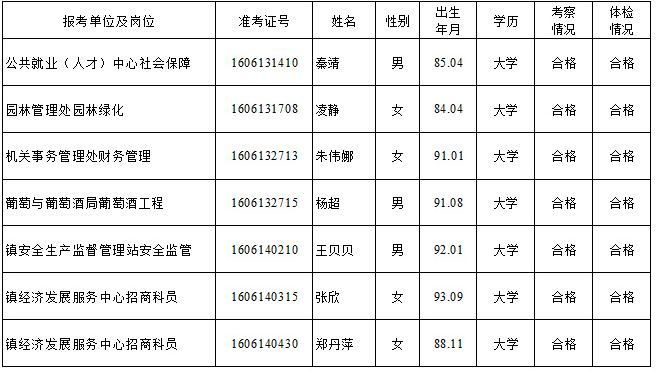 报考单位及岗位 准考证号 姓名 性别 出生年月 学历 考察情况 体检情况
公共就业（人才）中心社会保障 1606131410 秦靖 男 85.04 大学 合格 合格
园林管理处园林绿化 1606131708 凌静 女 84.04 大学 合格 合格
机关事务管理处财务管理 1606132713 朱伟娜 女 91.01 大学 合格 合格
葡萄与葡萄酒局葡萄酒工程 1606132715 杨超 男 91.08 大学 合格 合格
镇安全生产监督管理站安全监管 1606140210 王贝贝 男 92.01 大学 合格 合格
镇经济发展服务中心招商科员 1606140315 张欣 女 93.09 大学 合格 合格
镇经济发展服务中心招商科员 1606140430 郑丹萍 女 88.11 大学 合格 合格